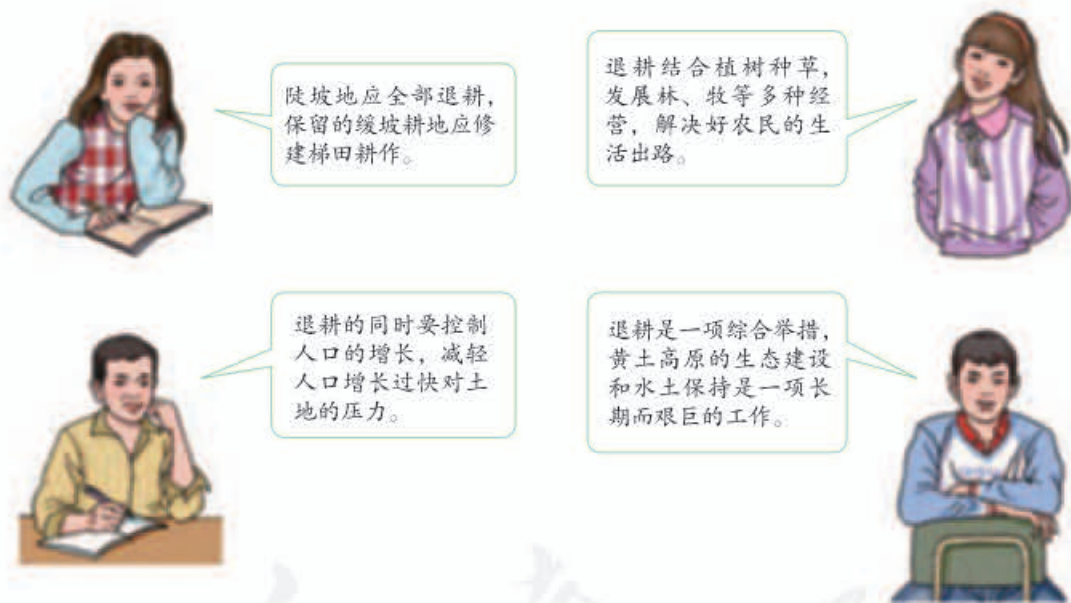 陡坡地应全部退耕，
保留的缓坡耕地应修
建梯田耕作。
退耕结合植树种草，
发展林、牧等多种经
营，解决好农民的生
活出路。
退耕的同时要控制
人口的增长，减轻
人口增长过快对土
地的压力。
退耕是一项综合举措，
黄土高原的生态建设
和水土保持是一项长
期而艰巨的工作。